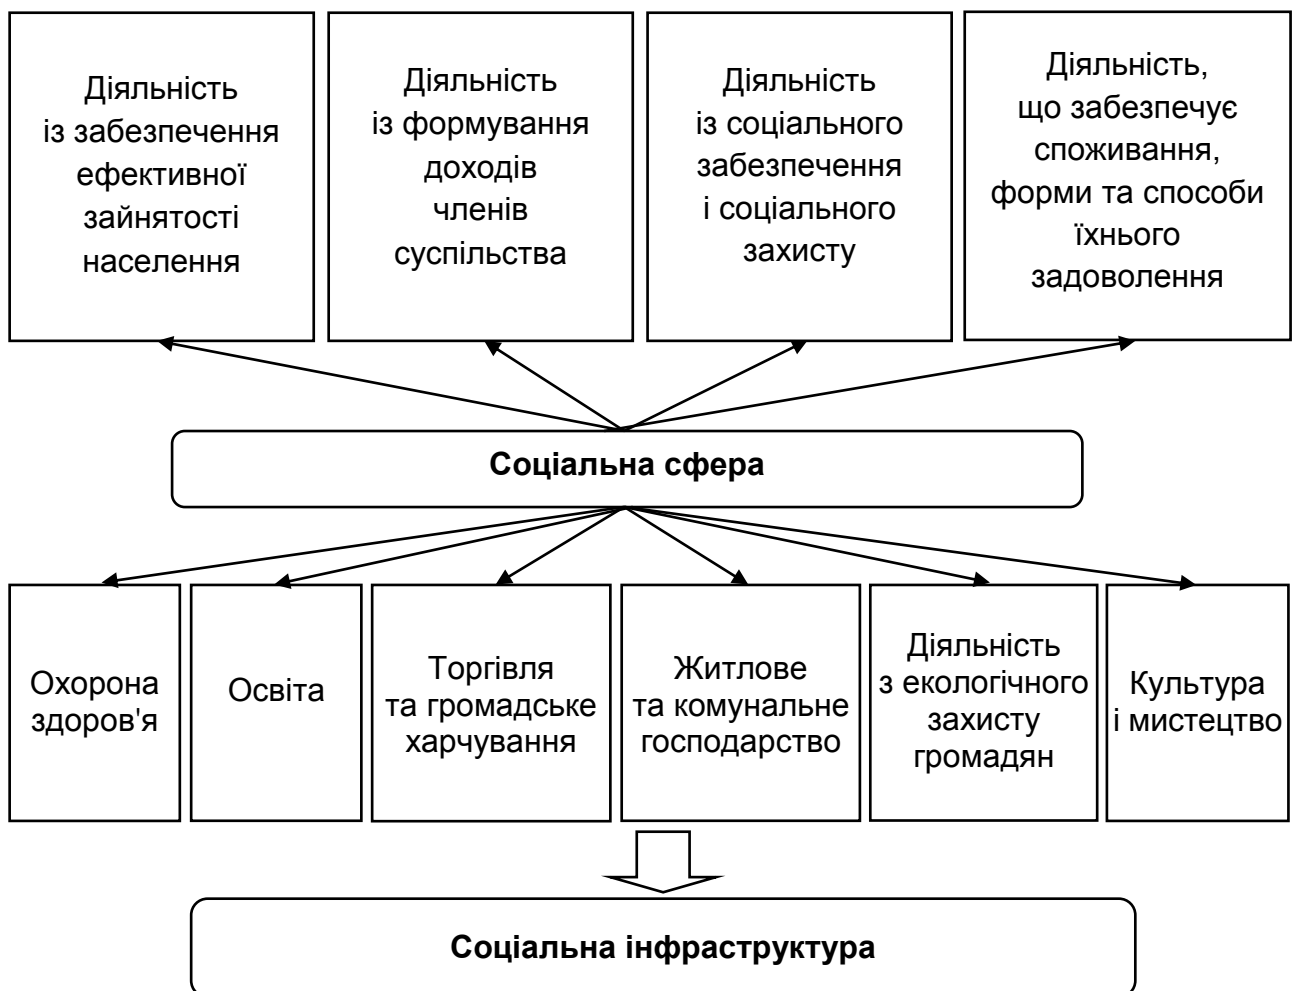 Діяльність
із забезпечення
ефективної
зайнятості
населення
Діяльність
із формування
доходів
членів
суспільства
Діяльність
із соціального
забезпечення
і соціального
захисту
Діяльність,
що забезпечує
споживання,
форми та способи
їхнього
задоволення
Соціальна сфера
Охорона
здоров'я
Освіта
Торгівля
та громадське
харчування
Житлове
та комунальне
господарство
Діяльність
з екологічного
захисту
громадян
Культура
і мистецтво
Соціальна інфраструктура